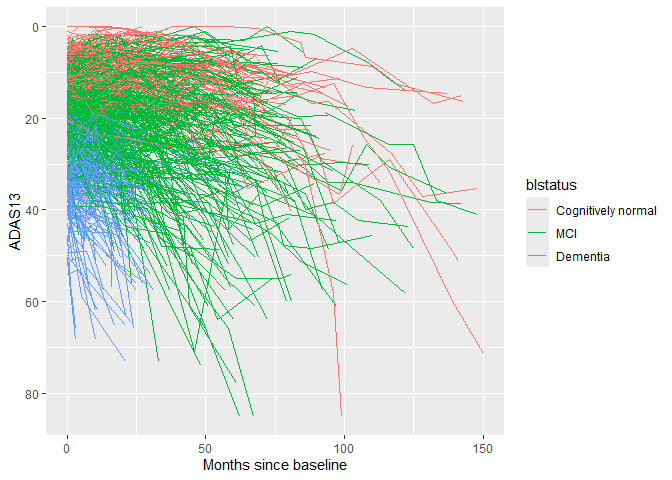 0
20
40
60
80
ADAS13
0
50
100
150
Months since baseline
blstatus
Cognitively normal
MCI
Dementia